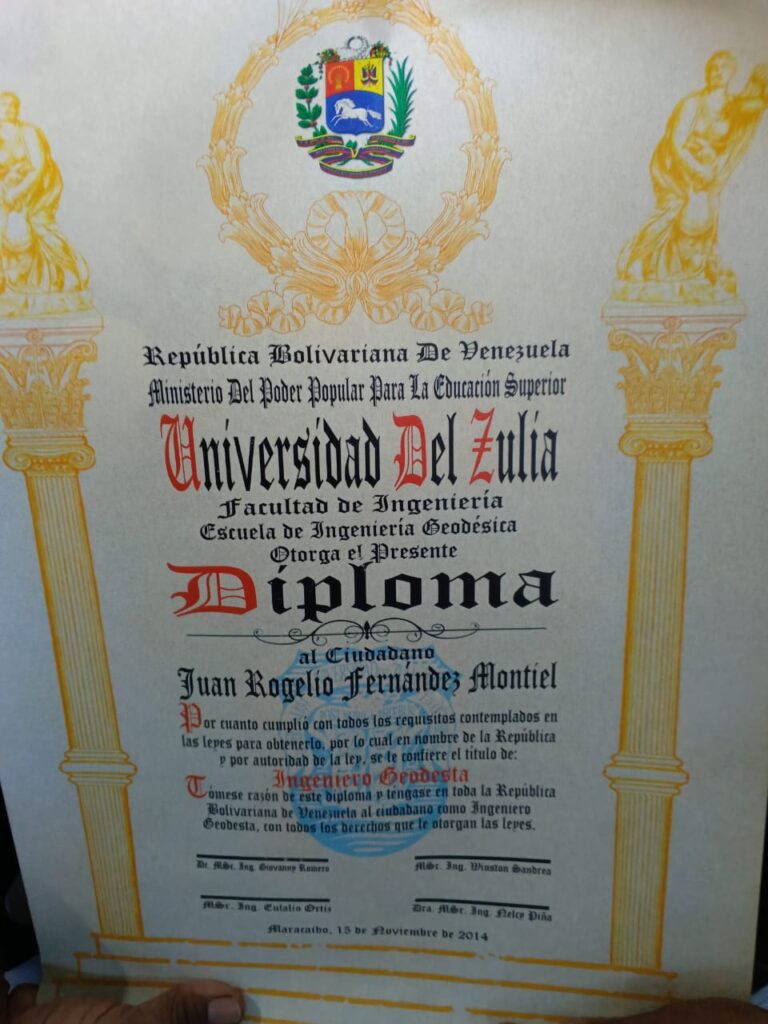 República Bolivariana De Venezuela
Ministerio Del Poder Popular Para La Educación Superior
Universidad Del Zulia
Facultad de Ingeniería
Escuela de Ingeniería Geodésica
Otorga el Presente
Diploma
al Ciudadano
Juan Rogelio Fernández Montiel
Por cuanto cumplió con todos los requisitos contemplados en
las leyes para obtenerlo, por lo cual en nombre de la República
y por autoridad de la ley, se le confiere el título de:
Ingeniero Geodesta
Tómese razón de este diploma y téngase en toda la República
Bolivariana de Venezuela al ciudadano como Ingeniero
Geodesta, con todos los derechos que le otorgan las leyes.
Dr. MSc. Ing. Giovanny Romero MSc. Ing. Winston Sandrea
MSc. Ing. Eulalio Ortiz Dra. MSc. Ing. Nelcy Piña
Maracaibo, 15 de Noviembre de 2014